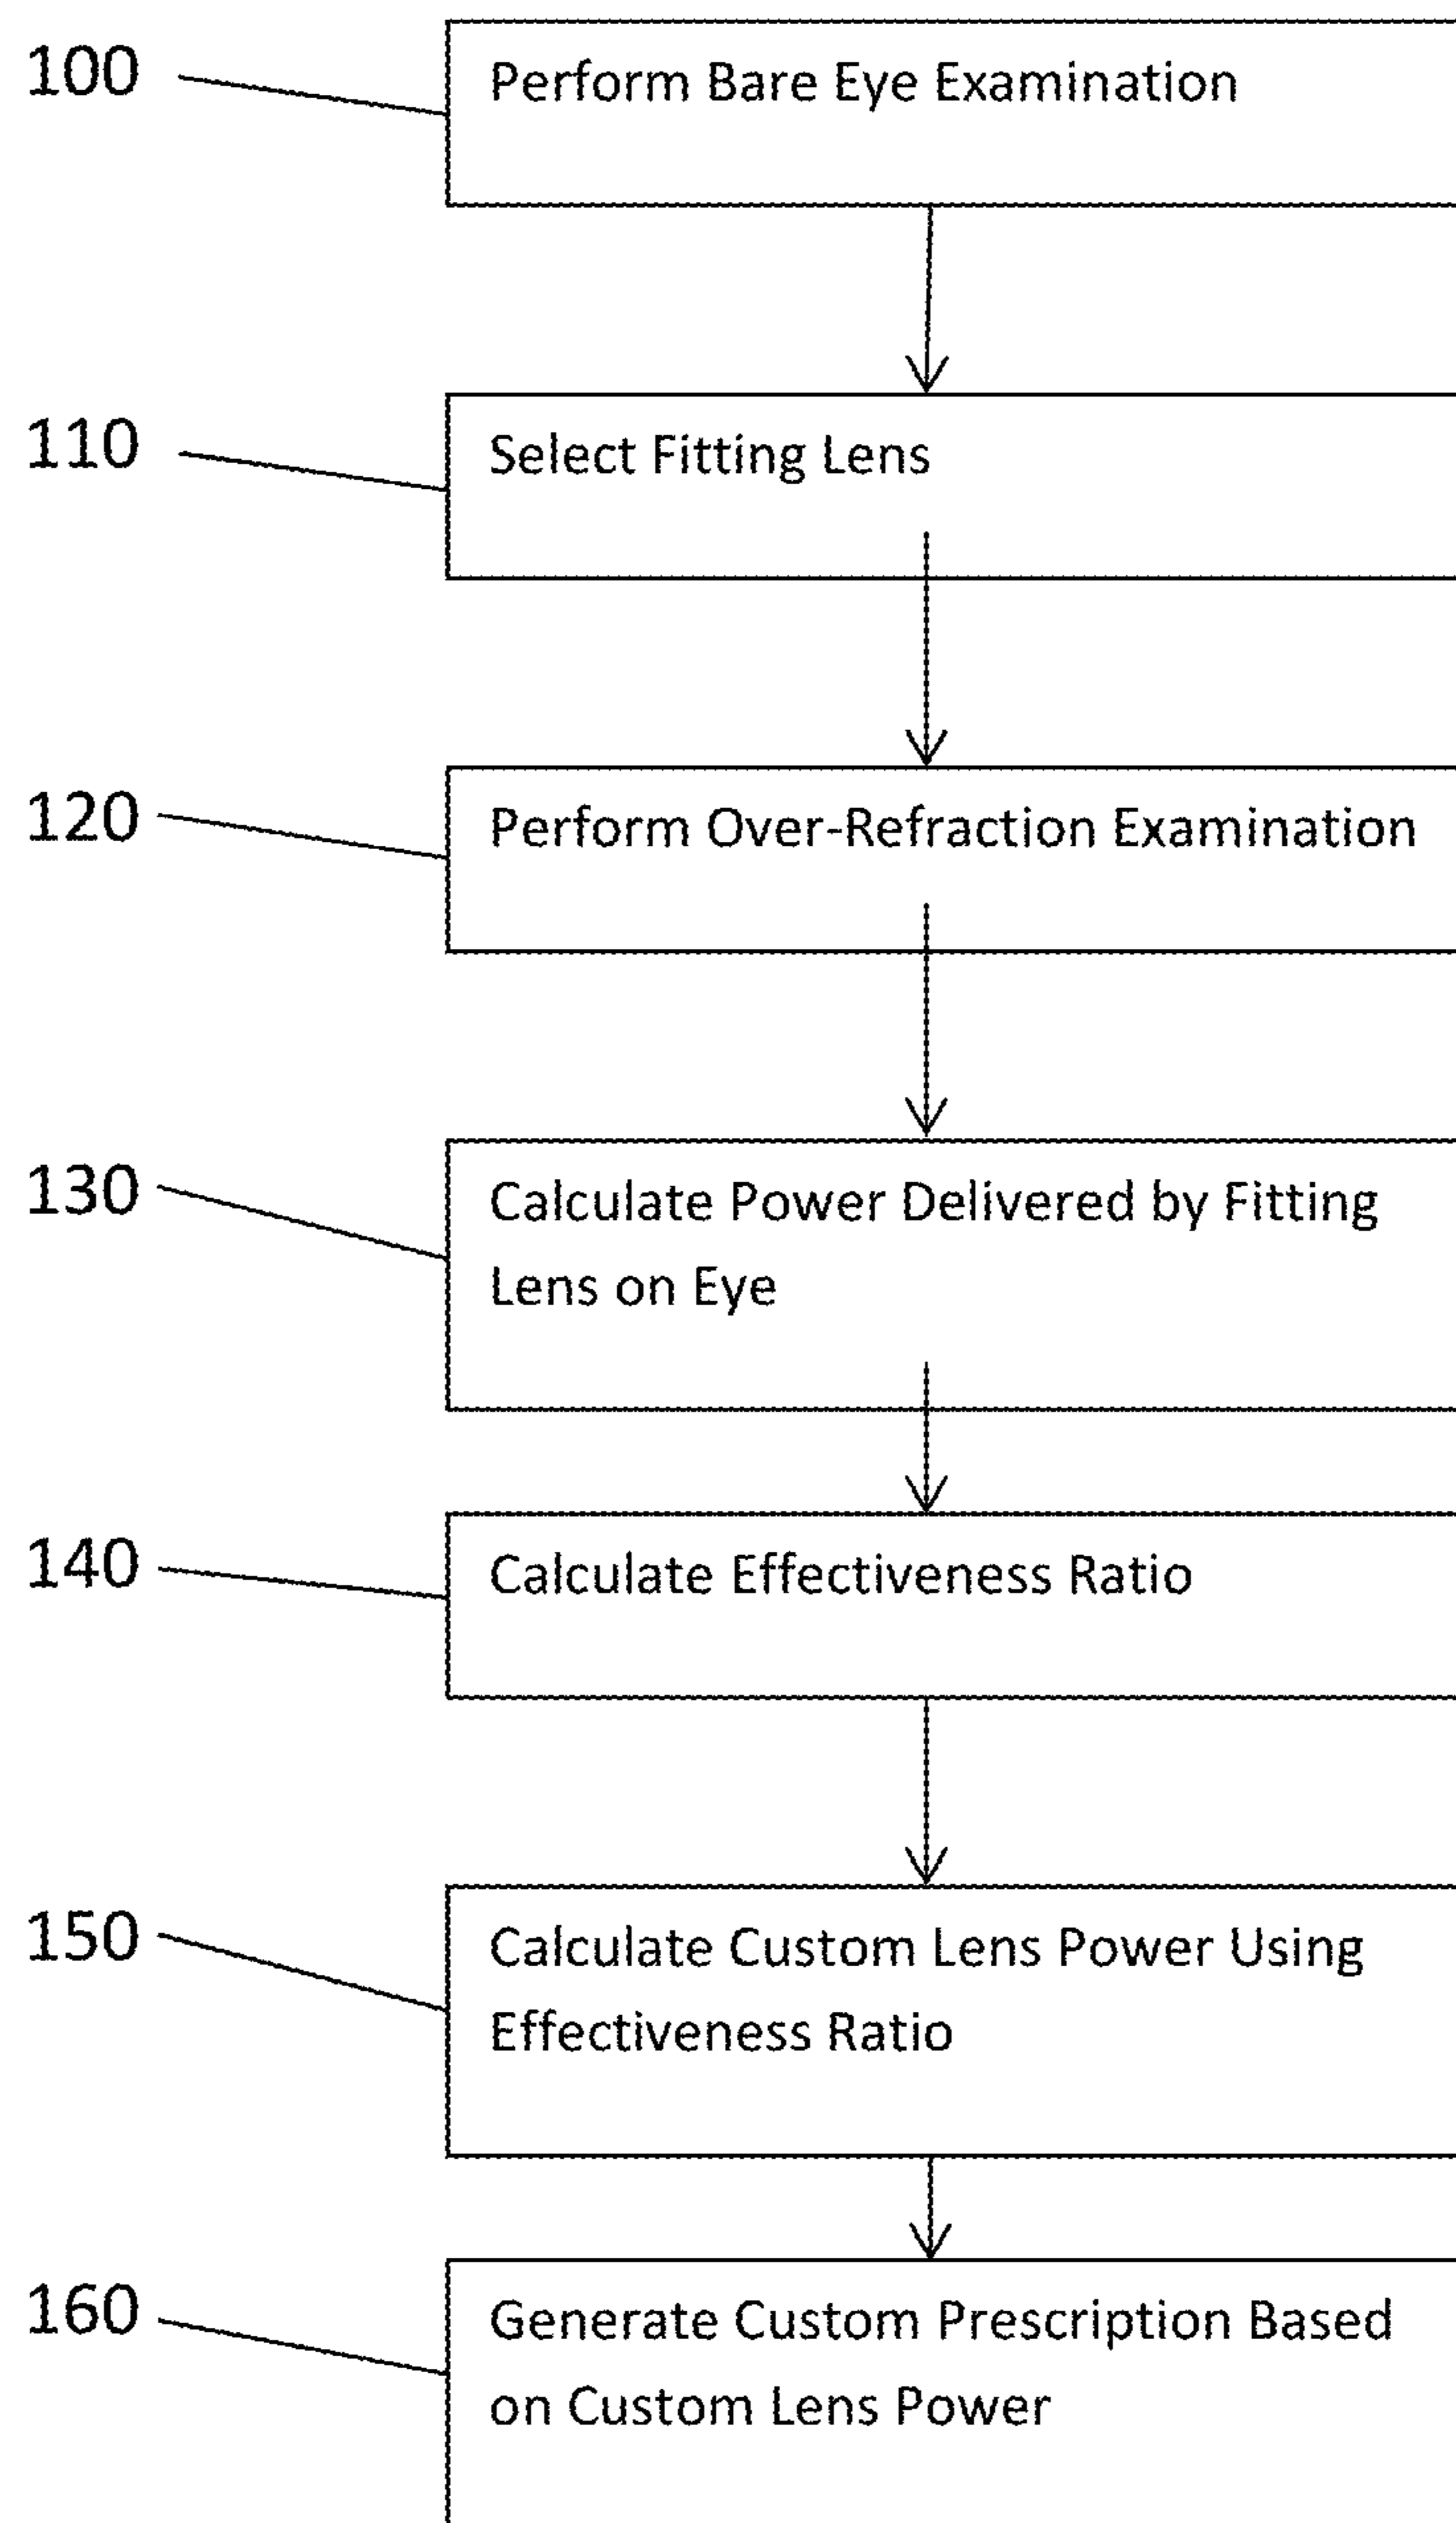 100
Perform Bare Eye Examination
110
Select Fitting Lens
120
Perform Over-Refraction Examination
130
Calculate Power Delivered by Fitting
Lens on Eye
140
Calculate Effectiveness Ratio
150
Calculate Custom Lens Power Using
Effectiveness Ratio
160
Generate Custom Prescription Based
on Custom Lens Power